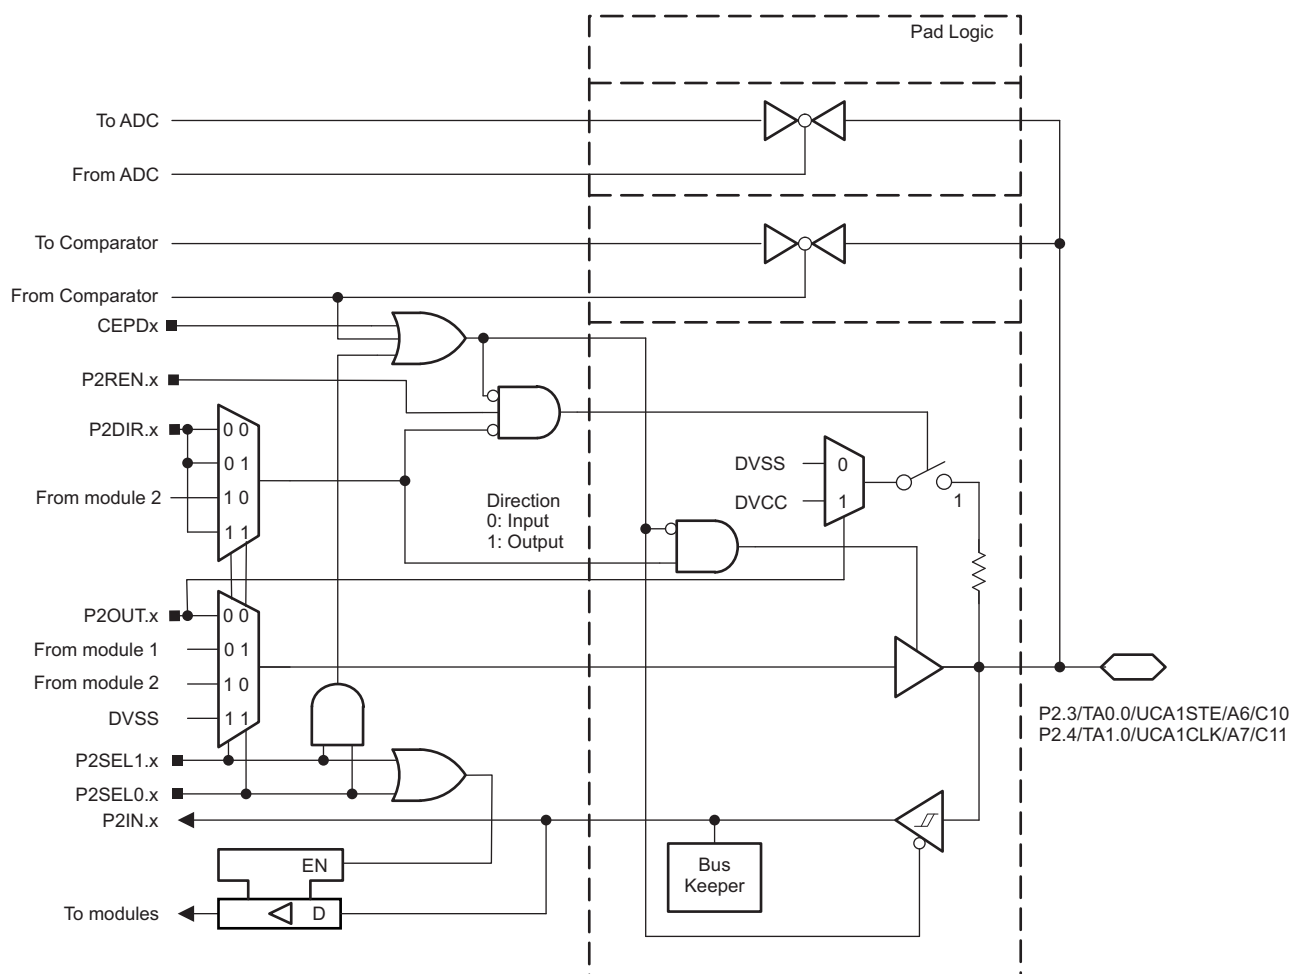 Pad Logic
To ADC
From ADC
To Comparator
From Comparator
CEPDx
P2REN.x
P2DIR.x
0 0
0 1
From module 2
1 0
1 1
Direction
0: Input
1: Output
DVSS
0
DVCC
1
1
P2OUT.x
0 0
From module 1
0 1
From module 2
1 0
DVSS
1 1
P2.3/TA0.0/UCA1STE/A6/C10
P2.4/TA1.0/UCA1CLK/A7/C11
P2SEL1.x
P2SEL0.x
P2IN.x
EN
Bus
Keeper
To modules
D